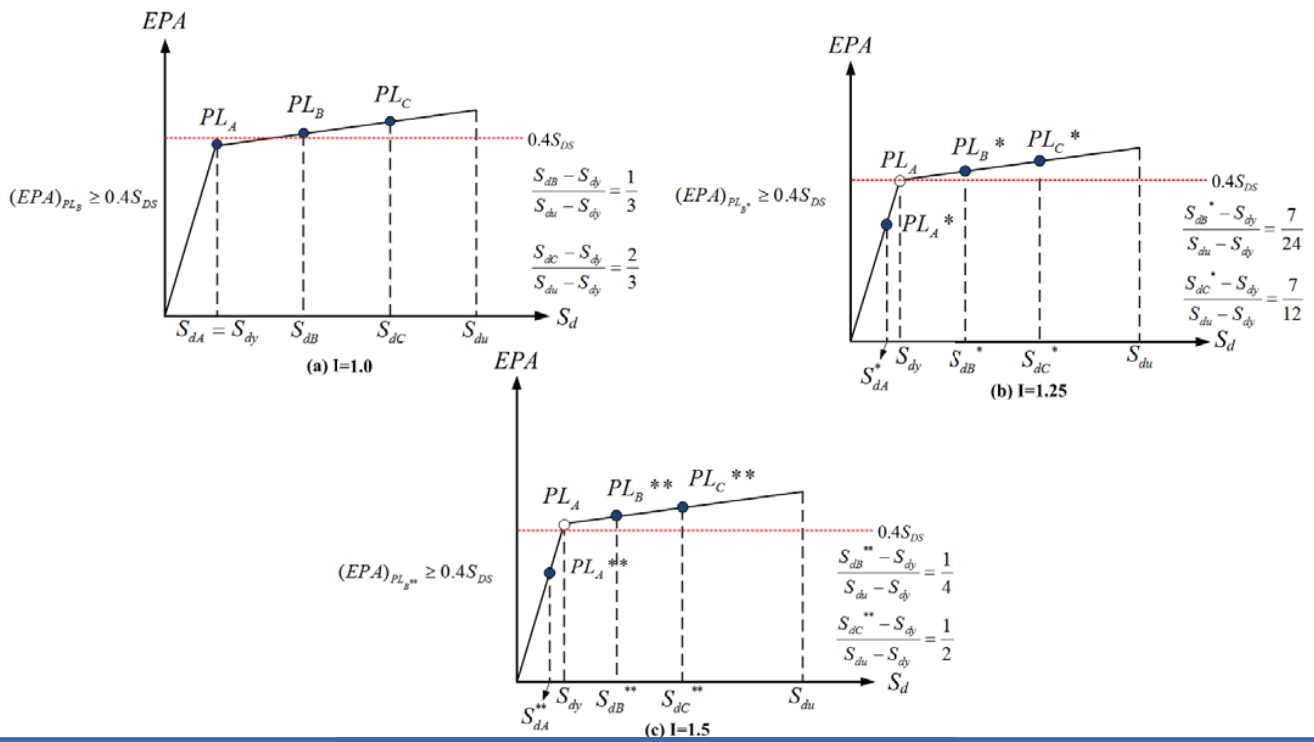 EPA
PL_A
PL_B
PL_C
0.4S_DS
(EPA)_{PL_B} ≥ 0.4S_DS
(S_dB − S_dy) / (S_du − S_dy) = 1/3
(S_dC − S_dy) / (S_du − S_dy) = 2/3
S_dA = S_dy
S_dB
S_dC
S_du
S_d
(a) I=1.0
EPA
PL_A
PL_B*
PL_C*
0.4S_DS
(EPA)_{PL_B*} ≥ 0.4S_DS
PL_A*
(S_dB* − S_dy) / (S_du − S_dy) = 7/24
(S_dC* − S_dy) / (S_du − S_dy) = 7/12
S_dA*
S_dy
S_dB*
S_dC*
S_du
S_d
(b) I=1.25
EPA
PL_A
PL_B**
PL_C**
0.4S_DS
(EPA)_{PL_B**} ≥ 0.4S_DS
PL_A**
(S_dB** − S_dy) / (S_du − S_dy) = 1/4
(S_dC** − S_dy) / (S_du − S_dy) = 1/2
S_dA**
S_dy
S_dB**
S_dC**
S_du
S_d
(c) I=1.5